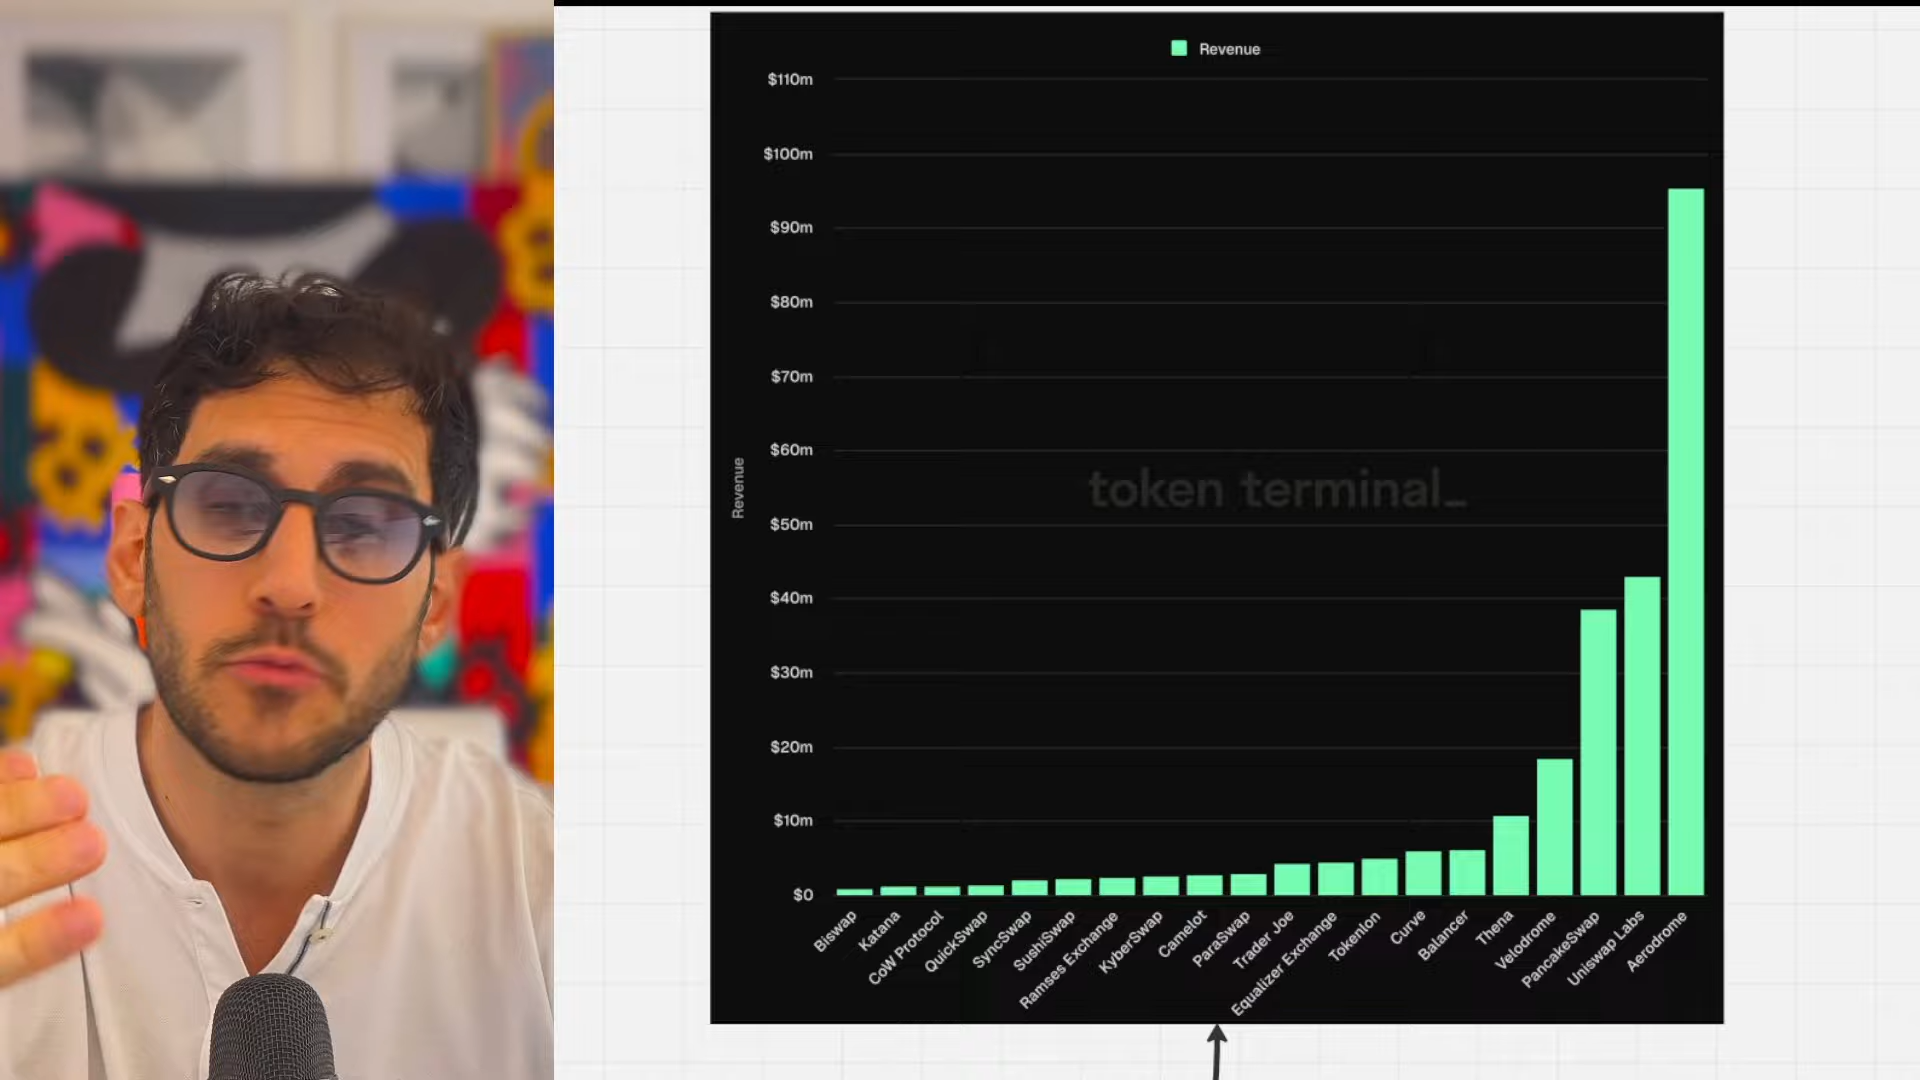 Revenue
$110m
$100m
$90m
$80m
$70m
$60m
$50m
$40m
$30m
$20m
$10m
$0
Revenue
token terminal_
Biswap
Katana
CoW Protocol
QuickSwap
SyncSwap
SushiSwap
Ramses Exchange
KyberSwap
Camelot
ParaSwap
Trader Joe
Equalizer Exchange
Tokenlon
Curve
Balancer
Thena
Velodrome
PancakeSwap
Uniswap Labs
Aerodrome